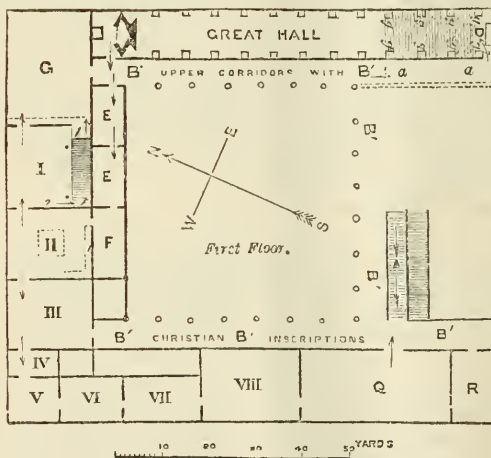 GREAT HALL
D
G
B' UPPER CORRIDORS WITH B' a a
E
B'
I
E
N E
W S
First Floor.
II
F
B'
III
B' CHRISTIAN B' INSCRIPTIONS B'
IV
V VI VII VIII Q R
10 20 30 40 50 YARDS